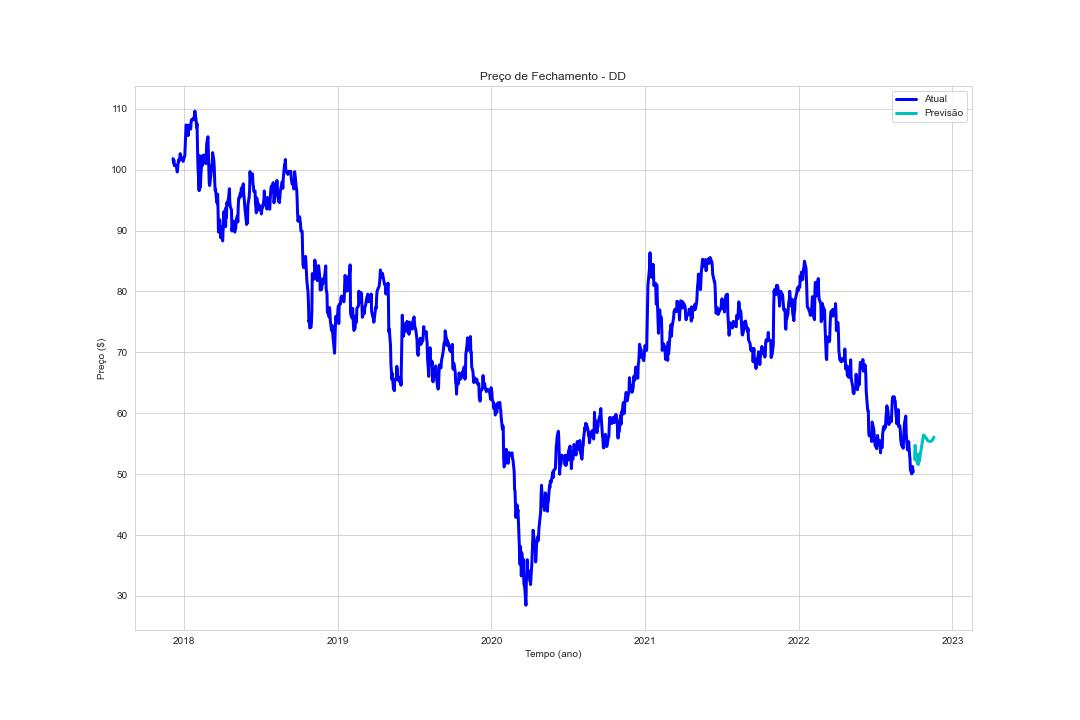 Preço de Fechamento - DD
Atual
Previsão
Preço ($)
110
100
90
80
70
60
50
40
30
2018 2019 2020 2021 2022 2023
Tempo (ano)